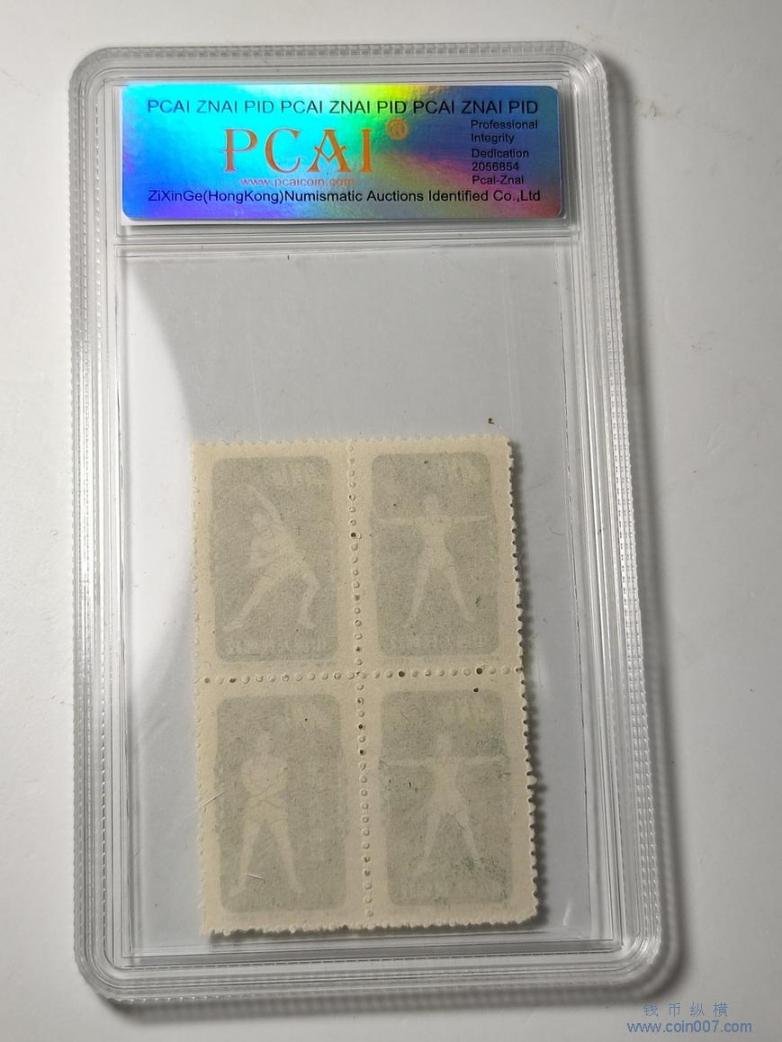 PCAI ZNAI PID PCAI ZNAI PID PCAI ZNAI PID
PCAI®
www.pcaicoin.com
Professional
Integrity
Dedication
2056854
Pcal-Znal
ZiXinGe(HongKong)Numismatic Auctions Identified Co.,Ltd
钱币纵横
www.coin007.com